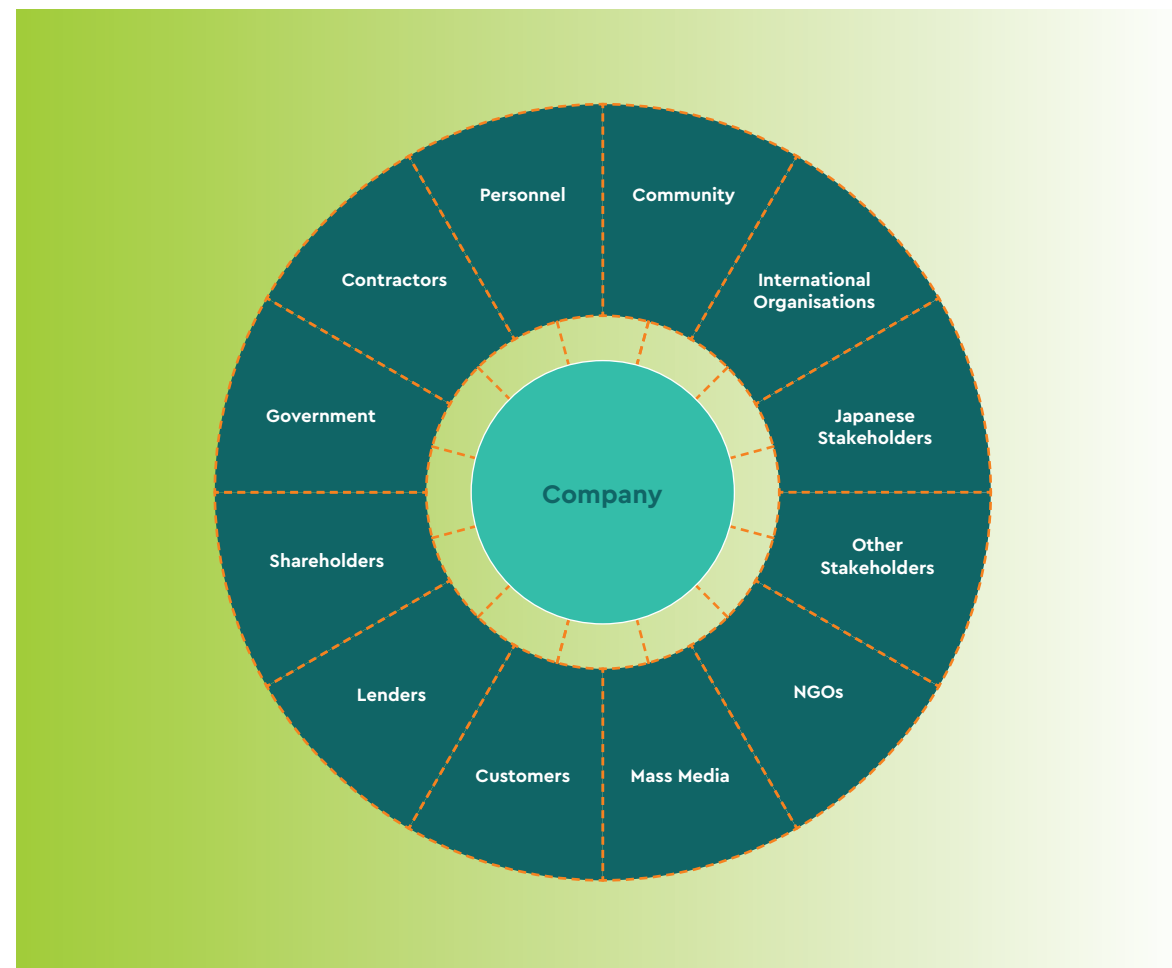 Personnel
Community
Contractors
International
Organisations
Government
Japanese
Stakeholders
Company
Shareholders
Other
Stakeholders
Lenders
NGOs
Customers
Mass Media